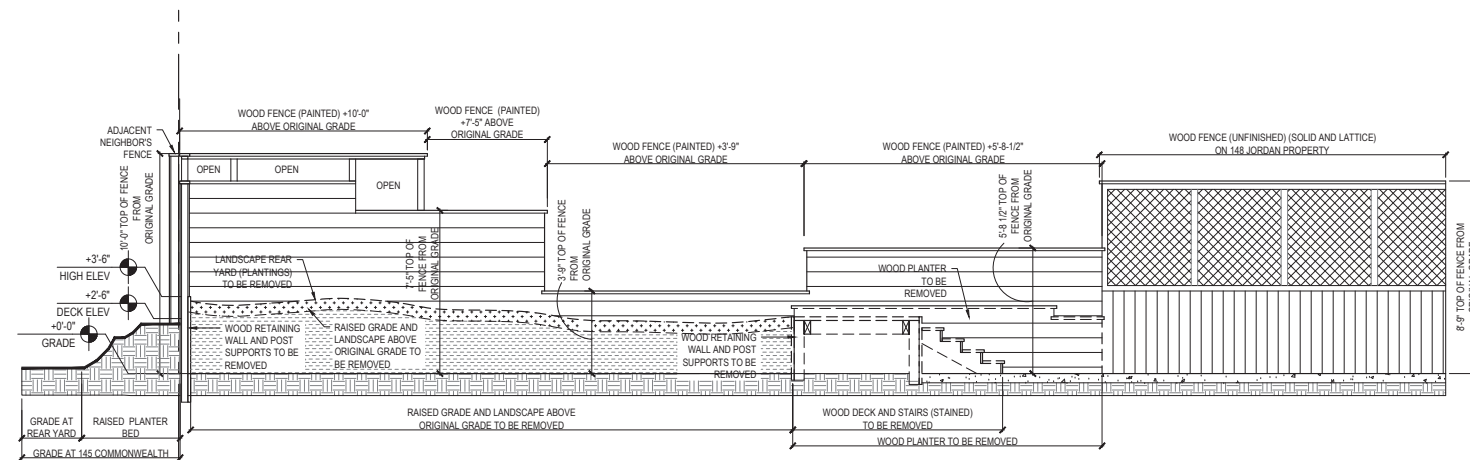 WOOD FENCE (PAINTED) +10'-0"
ABOVE ORIGINAL GRADE
WOOD FENCE (PAINTED)
+7'-5" ABOVE
ORIGINAL GRADE
WOOD FENCE (PAINTED) +3'-9"
ABOVE ORIGINAL GRADE
WOOD FENCE (PAINTED) +5'-8-1/2"
ABOVE ORIGINAL GRADE
WOOD FENCE (UNFINISHED) (SOLID AND LATTICE)
ON 148 JORDAN PROPERTY
ADJACENT
NEIGHBOR'S
FENCE
OPEN
OPEN
OPEN
10'-0" TOP OF FENCE
FROM
ORIGINAL GRADE
+3'-6"
HIGH ELEV
+2'-6"
DECK ELEV
+0'-0"
GRADE
LANDSCAPE REAR
YARD (PLANTINGS)
TO BE REMOVED
7'-5" TOP OF
FENCE FROM
ORIGINAL GRADE
3'-9" TOP OF FENCE
FROM
ORIGINAL GRADE
5'-8 1/2" TOP OF
FENCE FROM
ORIGINAL GRADE
WOOD PLANTER
TO BE
REMOVED
8'-9" TOP OF FENCE FROM
WOOD RETAINING
WALL AND POST
SUPPORTS TO BE
REMOVED
RAISED GRADE AND
LANDSCAPE ABOVE
ORIGINAL GRADE TO
BE REMOVED
WOOD RETAINING
WALL AND POST
SUPPORTS TO BE
REMOVED
GRADE AT
REAR YARD
RAISED PLANTER
BED
GRADE AT 145 COMMONWEALTH
RAISED GRADE AND LANDSCAPE ABOVE
ORIGINAL GRADE TO BE REMOVED
WOOD DECK AND STAIRS (STAINED)
TO BE REMOVED
WOOD PLANTER TO BE REMOVED